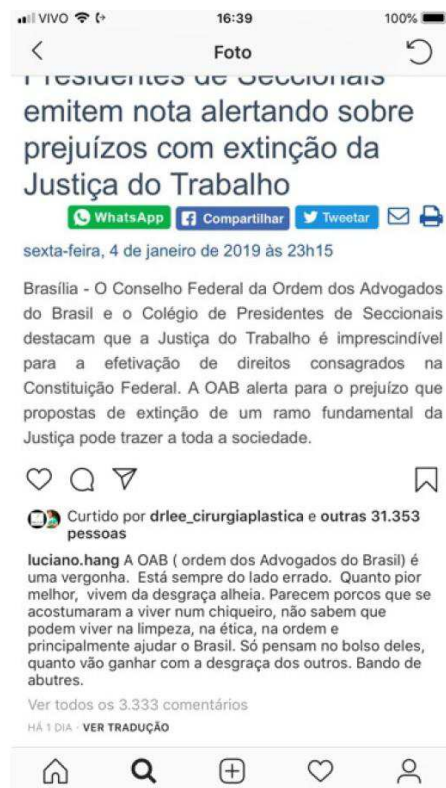 VIVO 16:39 100%
Foto
Presidentes de Seccionais
emitem nota alertando sobre
prejuízos com extinção da
Justiça do Trabalho
WhatsApp Compartilhar Tweetar
sexta-feira, 4 de janeiro de 2019 às 23h15
Brasília - O Conselho Federal da Ordem dos Advogados
do Brasil e o Colégio de Presidentes de Seccionais
destacam que a Justiça do Trabalho é imprescindível
para a efetivação de direitos consagrados na
Constituição Federal. A OAB alerta para o prejuízo que
propostas de extinção de um ramo fundamental da
Justiça pode trazer a toda a sociedade.
Curtido por drlee_cirurgiaplastica e outras 31.353
pessoas
luciano.hang A OAB ( ordem dos Advogados do Brasil) é
uma vergonha. Está sempre do lado errado. Quanto pior
melhor, vivem da desgraça alheia. Parecem porcos que se
acostumaram a viver num chiqueiro, não sabem que
podem viver na limpeza, na ética, na ordem e
principalmente ajudar o Brasil. Só pensam no bolso deles,
quanto vão ganhar com a desgraça dos outros. Bando de
abutres.
Ver todos os 3.333 comentários
HÁ 1 DIA · VER TRADUÇÃO